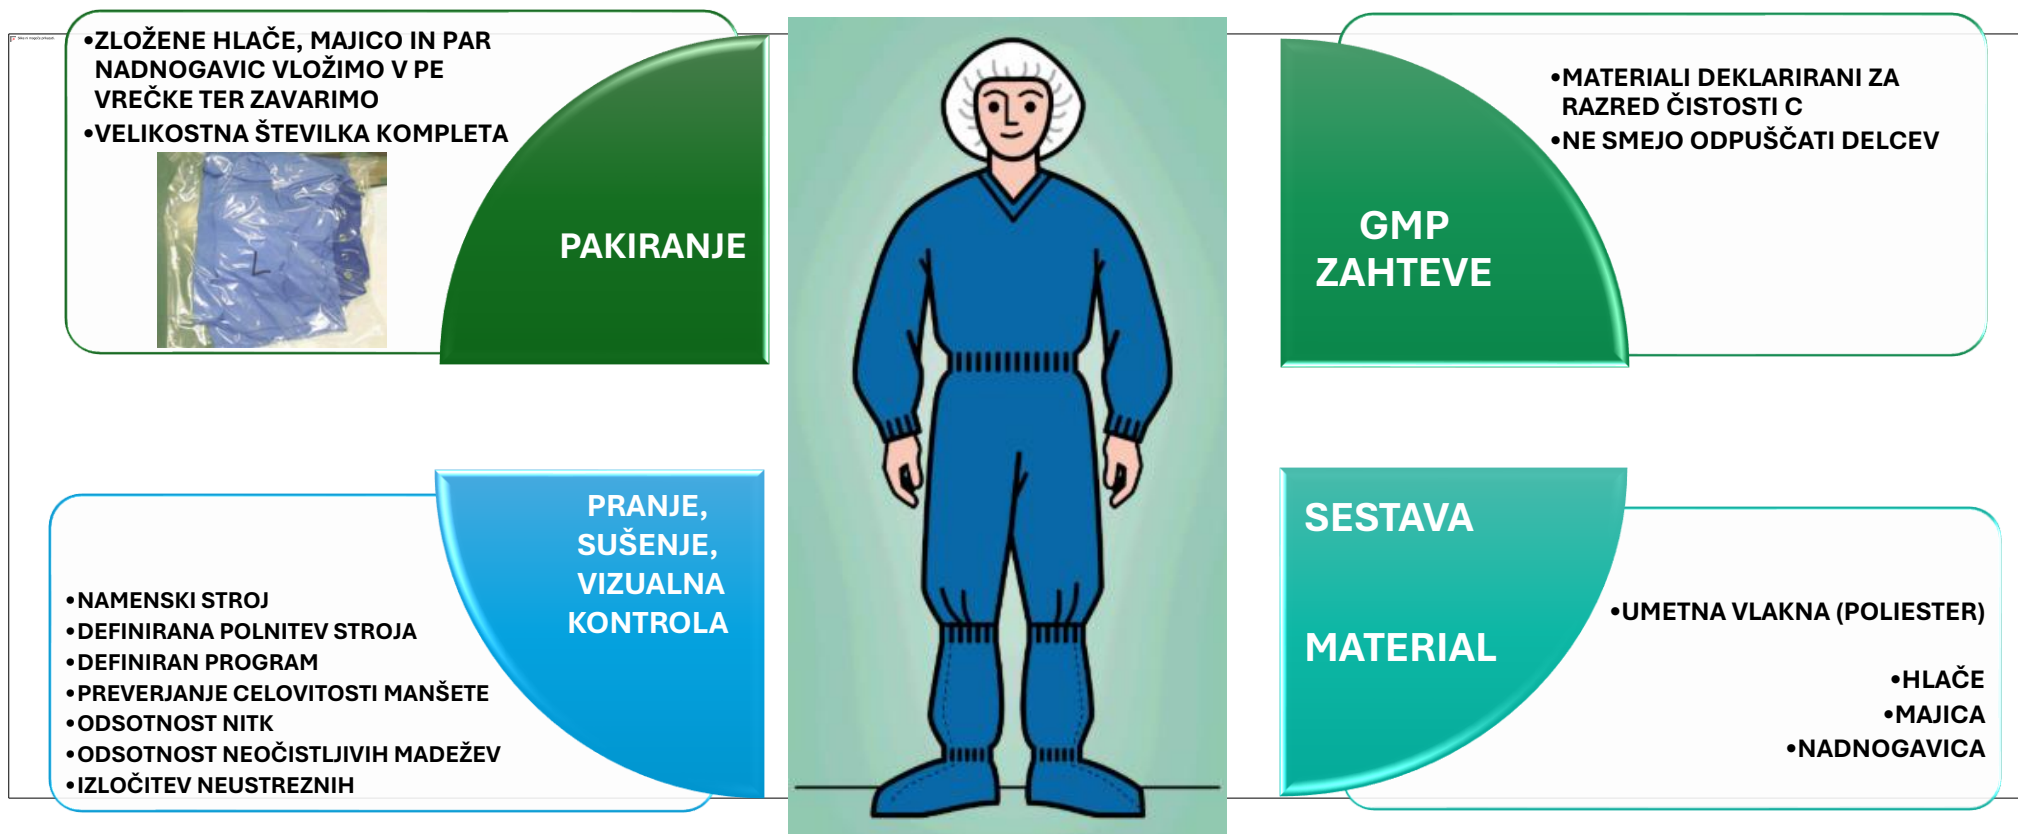 •ZLOŽENE HLAČE, MAJICO IN PAR
NADNOGAVIC VLOŽIMO V PE
VREČKE TER ZAVARIMO
•VELIKOSTNA ŠTEVILKA KOMPLETA
L
PAKIRANJE
GMP
ZAHTEVE
•MATERIALI DEKLARIRANI ZA
RAZRED ČISTOSTI C
•NE SMEJO ODPUŠČATI DELCEV
PRANJE,
SUŠENJE,
VIZUALNA
KONTROLA
•NAMENSKI STROJ
•DEFINIRANA POLNITEV STROJA
•DEFINIRAN PROGRAM
•PREVERJANJE CELOVITOSTI MANŠETE
•ODSOTNOST NITK
•ODSOTNOST NEOČISTLJIVIH MADEŽEV
•IZLOČITEV NEUSTREZNIH
SESTAVA
MATERIAL
•UMETNA VLAKNA (POLIESTER)
•HLAČE
•MAJICA
•NADNOGAVICA